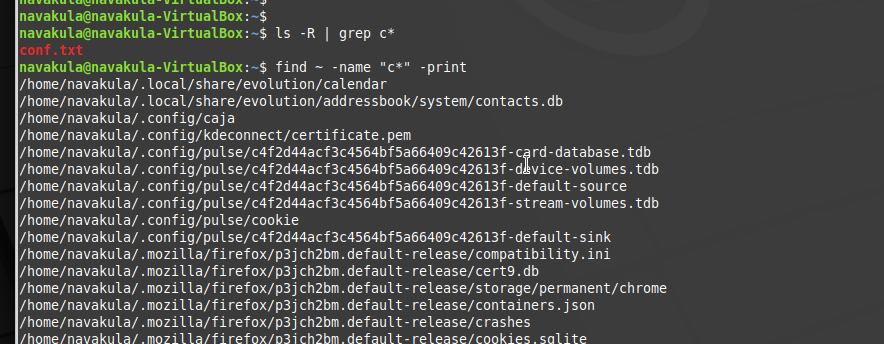 navakula@navakula-VirtualBox:~$
navakula@navakula-VirtualBox:~$
navakula@navakula-VirtualBox:~$ ls -R | grep c*
conf.txt
navakula@navakula-VirtualBox:~$ find ~ -name "c*" -print
/home/navakula/.local/share/evolution/calendar
/home/navakula/.local/share/evolution/addressbook/system/contacts.db
/home/navakula/.config/caja
/home/navakula/.config/kdeconnect/certificate.pem
/home/navakula/.config/pulse/c4f2d44acf3c4564bf5a66409c42613f-card-database.tdb
/home/navakula/.config/pulse/c4f2d44acf3c4564bf5a66409c42613f-device-volumes.tdb
/home/navakula/.config/pulse/c4f2d44acf3c4564bf5a66409c42613f-default-source
/home/navakula/.config/pulse/c4f2d44acf3c4564bf5a66409c42613f-stream-volumes.tdb
/home/navakula/.config/pulse/cookie
/home/navakula/.config/pulse/c4f2d44acf3c4564bf5a66409c42613f-default-sink
/home/navakula/.mozilla/firefox/p3jch2bm.default-release/compatibility.ini
/home/navakula/.mozilla/firefox/p3jch2bm.default-release/cert9.db
/home/navakula/.mozilla/firefox/p3jch2bm.default-release/storage/permanent/chrome
/home/navakula/.mozilla/firefox/p3jch2bm.default-release/containers.json
/home/navakula/.mozilla/firefox/p3jch2bm.default-release/crashes
/home/navakula/.mozilla/firefox/p3jch2bm.default-release/cookies.sqlite